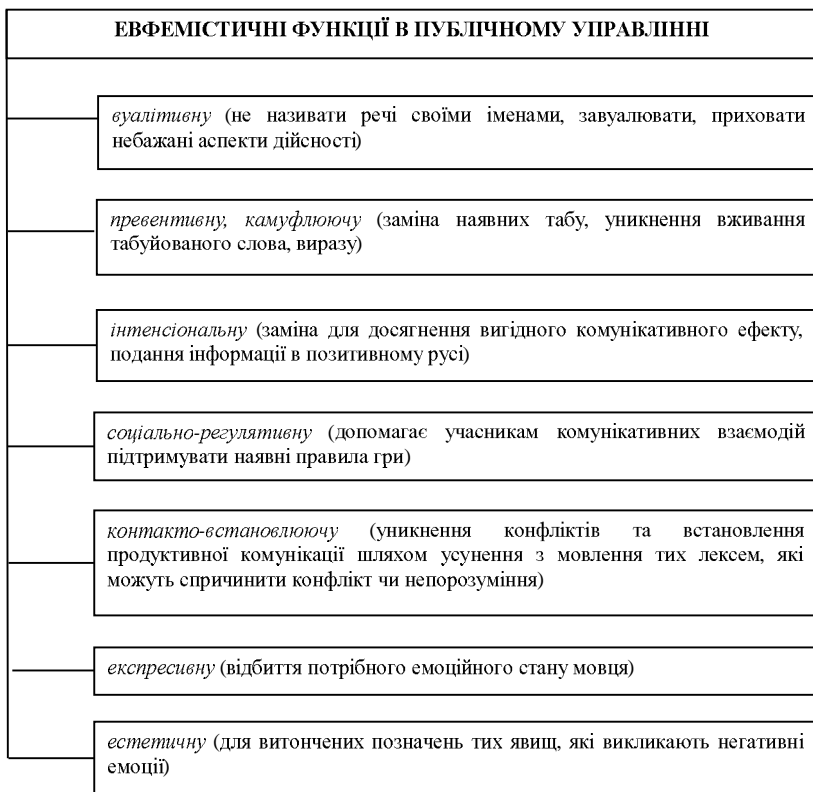 ЕВФЕМІСТИЧНІ ФУНКЦІЇ В ПУБЛІЧНОМУ УПРАВЛІННІ
вуалітивну (не називати речі своїми іменами, завуалювати, приховати
небажані аспекти дійсності)
превентивну, камуфлюючу (заміна наявних табу, уникнення вживання
табуйованого слова, виразу)
інтенсіональну (заміна для досягнення вигідного комунікативного ефекту,
подання інформації в позитивному русі)
соціально-регулятивну (допомагає учасникам комунікативних взаємодій
підтримувати наявні правила гри)
контакто-встановлюючу (уникнення конфліктів та встановлення
продуктивної комунікації шляхом усунення з мовлення тих лексем, які
можуть спричинити конфлікт чи непорозуміння)
експресивну (відбиття потрібного емоційного стану мовця)
естетичну (для витончених позначень тих явищ, які викликають негативні
емоції)